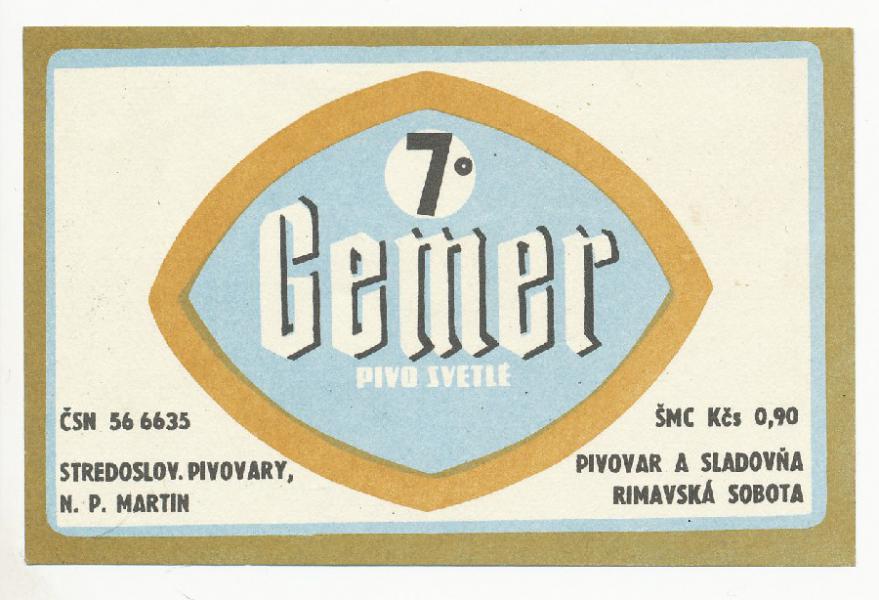 7°
Gemer
PIVO SVETLÉ
ČSN 56 6635
STREDOSLOV. PIVOVARY,
N. P. MARTIN
ŠMC Kčs 0,90
PIVOVAR A SLADOVŇA
RIMAVSKÁ SOBOTA